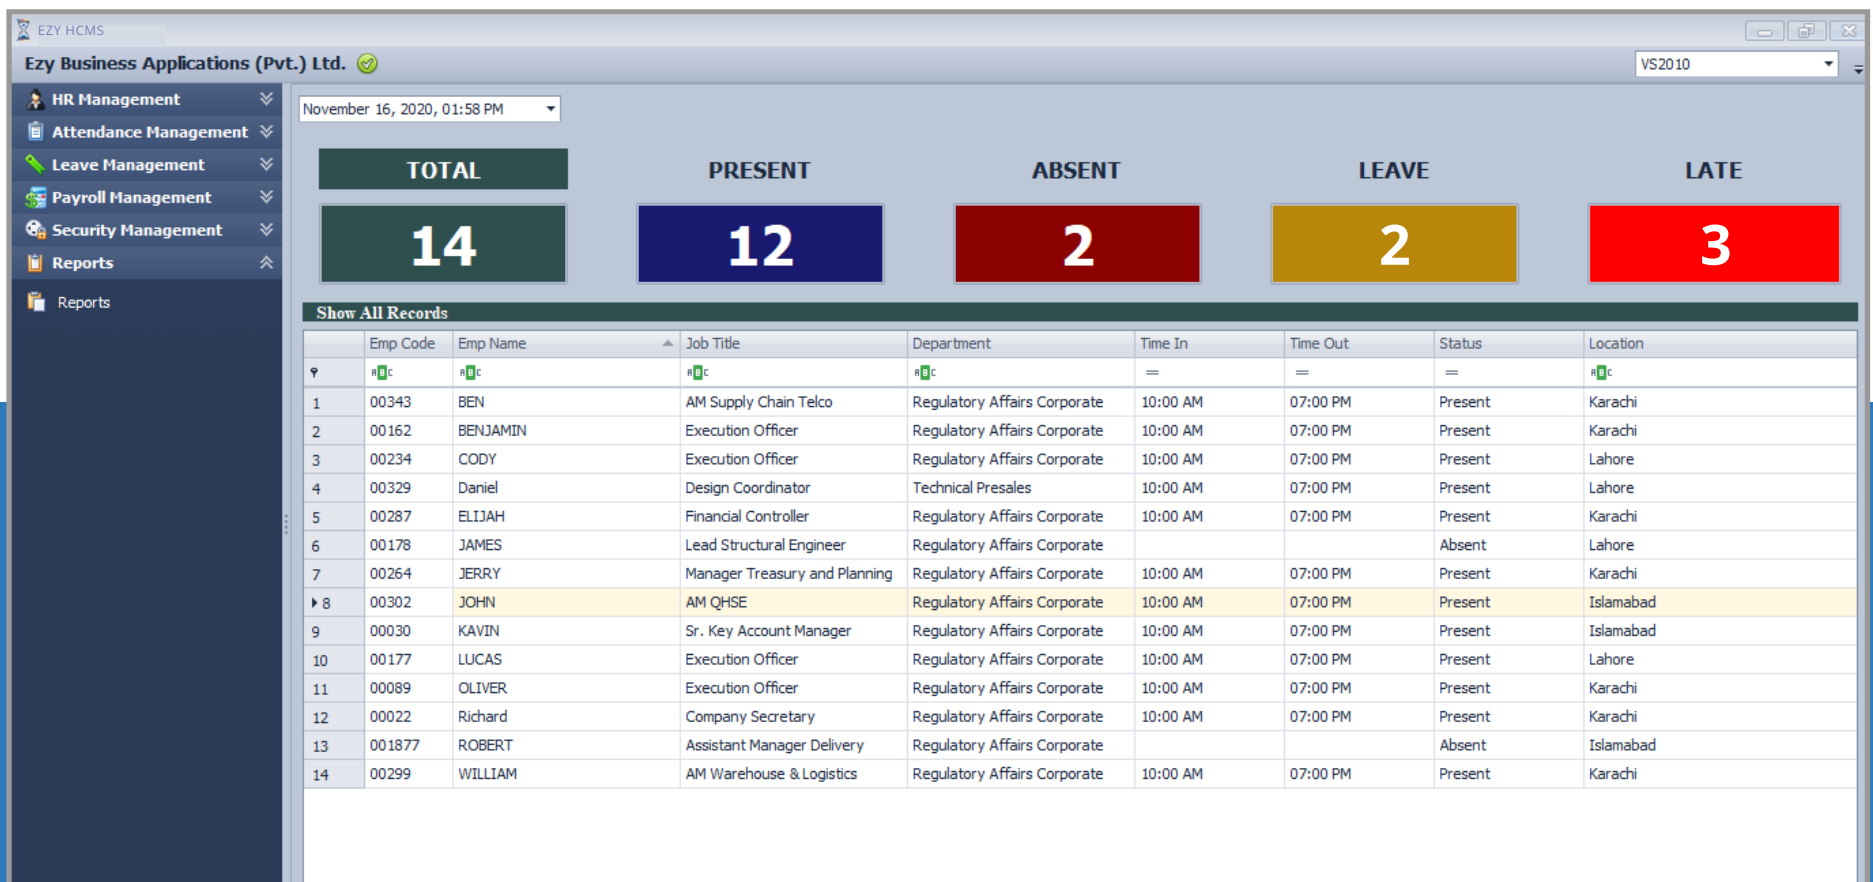 EZY HCMS
Ezy Business Applications (Pvt.) Ltd.
VS2010
HR Management
Attendance Management
Leave Management
Payroll Management
Security Management
Reports
Reports
November 16, 2020, 01:58 PM
TOTAL PRESENT ABSENT LEAVE LATE
14 12 2 2 3
Show All Records
Emp Code Emp Name Job Title Department Time In Time Out Status Location
ABC ABC ABC ABC = = = ABC
1 00343 BEN AM Supply Chain Telco Regulatory Affairs Corporate 10:00 AM 07:00 PM Present Karachi
2 00162 BENJAMIN Execution Officer Regulatory Affairs Corporate 10:00 AM 07:00 PM Present Karachi
3 00234 CODY Execution Officer Regulatory Affairs Corporate 10:00 AM 07:00 PM Present Lahore
4 00329 Daniel Design Coordinator Technical Presales 10:00 AM 07:00 PM Present Lahore
5 00287 ELIJAH Financial Controller Regulatory Affairs Corporate 10:00 AM 07:00 PM Present Karachi
6 00178 JAMES Lead Structural Engineer Regulatory Affairs Corporate Absent Lahore
7 00264 JERRY Manager Treasury and Planning Regulatory Affairs Corporate 10:00 AM 07:00 PM Present Karachi
8 00302 JOHN AM QHSE Regulatory Affairs Corporate 10:00 AM 07:00 PM Present Islamabad
9 00030 KAVIN Sr. Key Account Manager Regulatory Affairs Corporate 10:00 AM 07:00 PM Present Islamabad
10 00177 LUCAS Execution Officer Regulatory Affairs Corporate 10:00 AM 07:00 PM Present Lahore
11 00089 OLIVER Execution Officer Regulatory Affairs Corporate 10:00 AM 07:00 PM Present Karachi
12 00022 Richard Company Secretary Regulatory Affairs Corporate 10:00 AM 07:00 PM Present Karachi
13 001877 ROBERT Assistant Manager Delivery Regulatory Affairs Corporate Absent Islamabad
14 00299 WILLIAM AM Warehouse & Logistics Regulatory Affairs Corporate 10:00 AM 07:00 PM Present Karachi